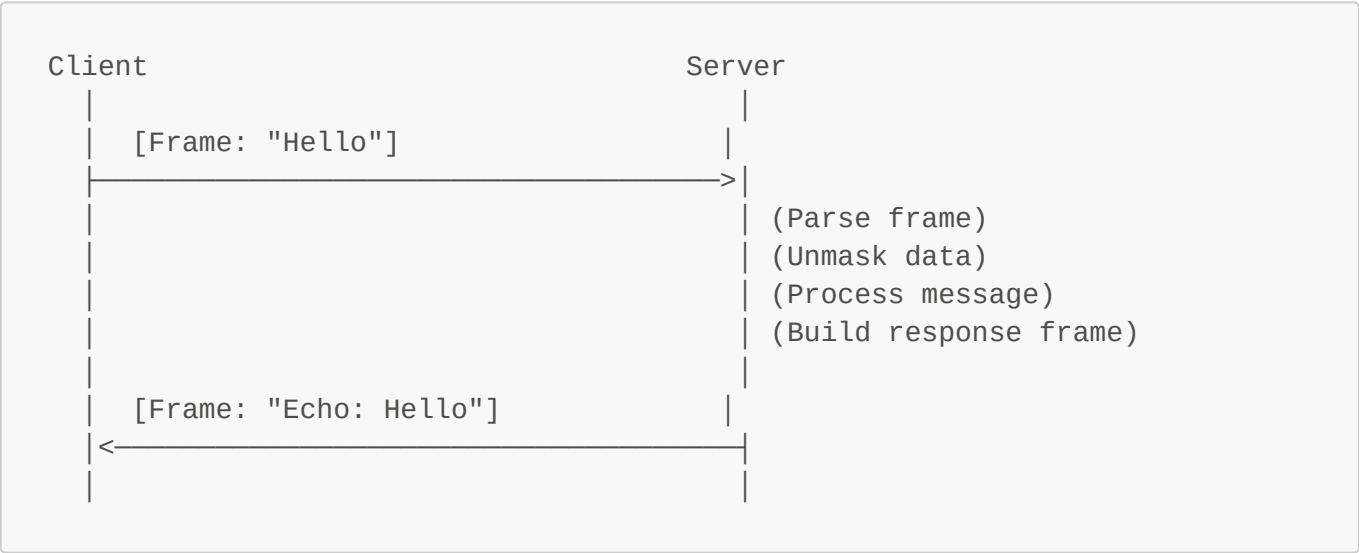 Client Server
[Frame: "Hello"]
(Parse frame)
(Unmask data)
(Process message)
(Build response frame)
[Frame: "Echo: Hello"]